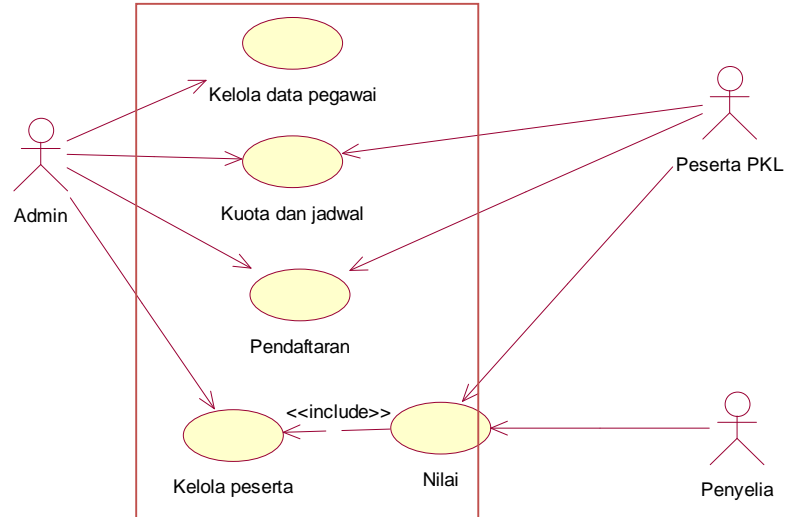 Kelola data pegawai
Peserta PKL
Kuota dan jadwal
Admin
Pendaftaran
<<include>>
Kelola peserta
Nilai
Penyelia